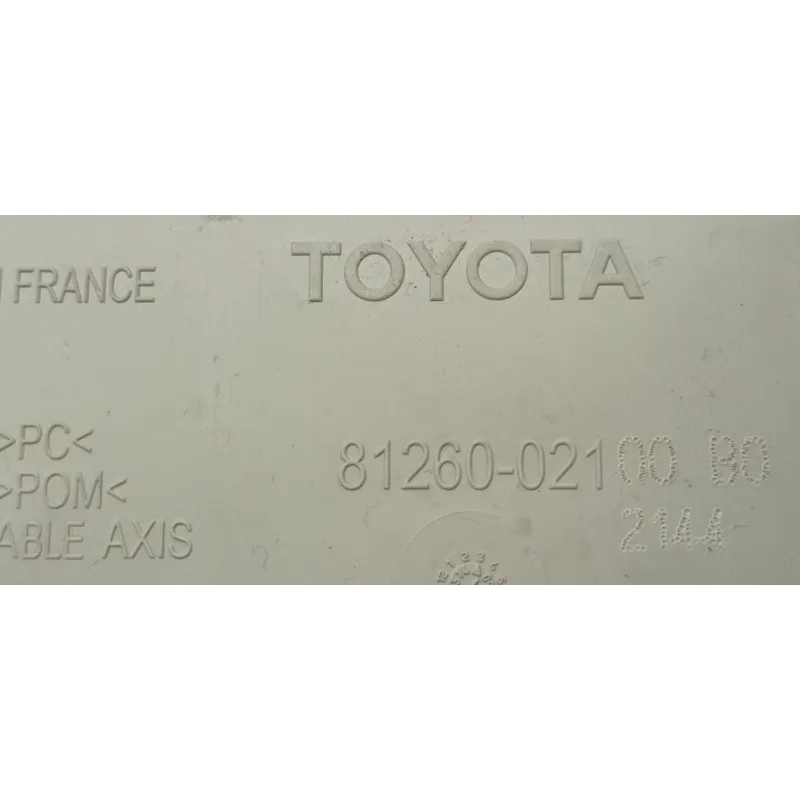 FRANCE
TOYOTA
>PC<
>POM<
ABLE AXIS
81260-02100 B0
2144